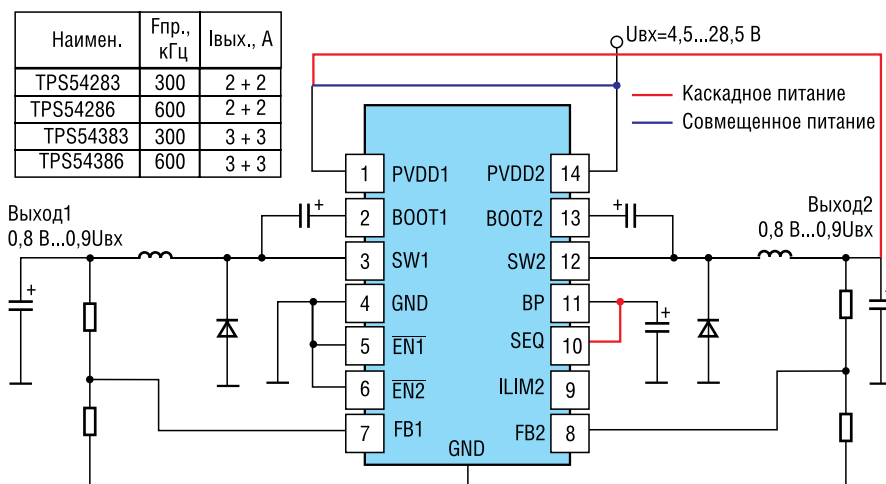 Наимен. Fпр., кГц Iвых., А
TPS54283 300 2 + 2
TPS54286 600 2 + 2
TPS54383 300 3 + 3
TPS54386 600 3 + 3
Uвх=4,5...28,5 В
Каскадное питание
Совмещенное питание
1 PVDD1 PVDD2 14
+ 2 BOOT1 BOOT2 13 +
Выход1
0,8 В...0,9Uвх
Выход2
0,8 В...0,9Uвх
3 SW1 SW2 12
+ 4 GND BP 11 + +
5 EN1 SEQ 10
6 EN2 ILIM2 9
7 FB1 FB2 8
GND